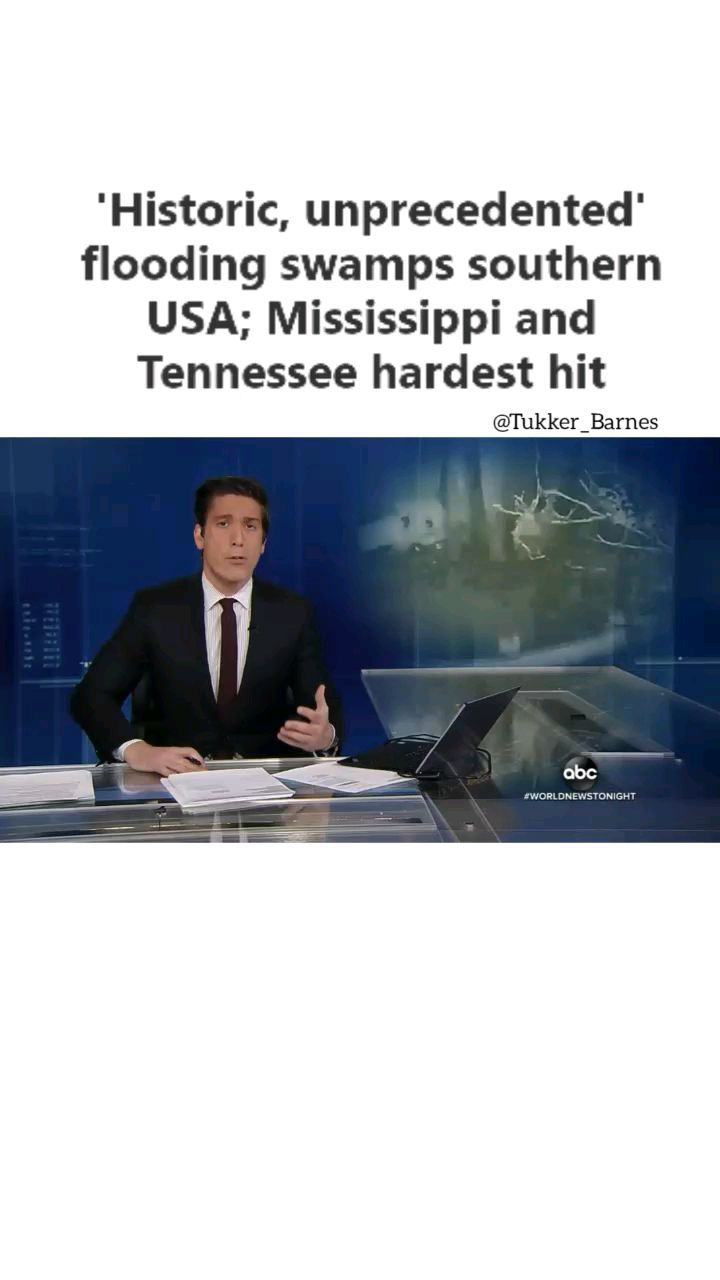 'Historic, unprecedented'
flooding swamps southern
USA; Mississippi and
Tennessee hardest hit
@Tukker_Barnes
abc
#WORLDNEWSTONIGHT